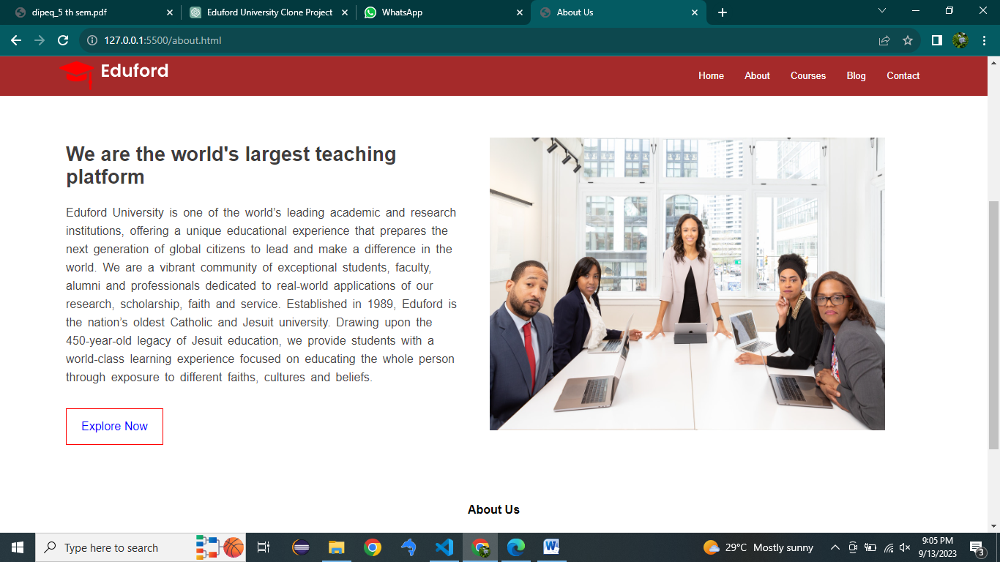 dipeq_5 th sem.pdf
Eduford University Clone Project
WhatsApp
About Us
127.0.0.1:5500/about.html
Eduford
Home
About
Courses
Blog
Contact
We are the world's largest teaching
platform
Eduford University is one of the world’s leading academic and research
institutions, offering a unique educational experience that prepares the
next generation of global citizens to lead and make a difference in the
world. We are a vibrant community of exceptional students, faculty,
alumni and professionals dedicated to real-world applications of our
research, scholarship, faith and service. Established in 1989, Eduford is
the nation’s oldest Catholic and Jesuit university. Drawing upon the
450-year-old legacy of Jesuit education, we provide students with a
world-class learning experience focused on educating the whole person
through exposure to different faiths, cultures and beliefs.
Explore Now
About Us
Type here to search
29°C Mostly sunny
9:05 PM
9/13/2023
3